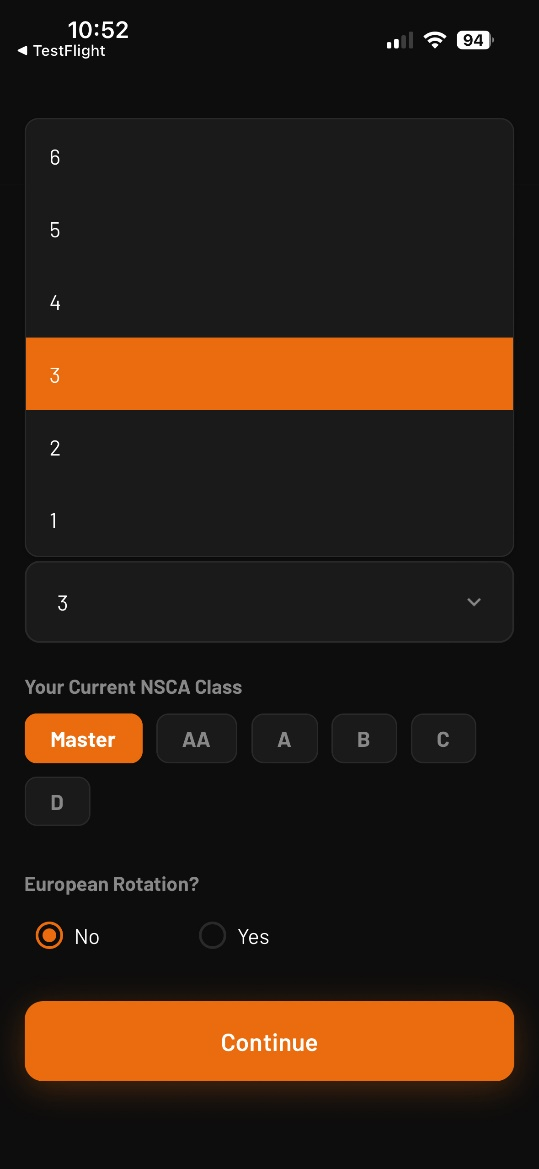 10:52
94
◀ TestFlight
6
5
4
3
2
1
3
Your Current NSCA Class
Master AA A B C
D
European Rotation?
No Yes
Continue